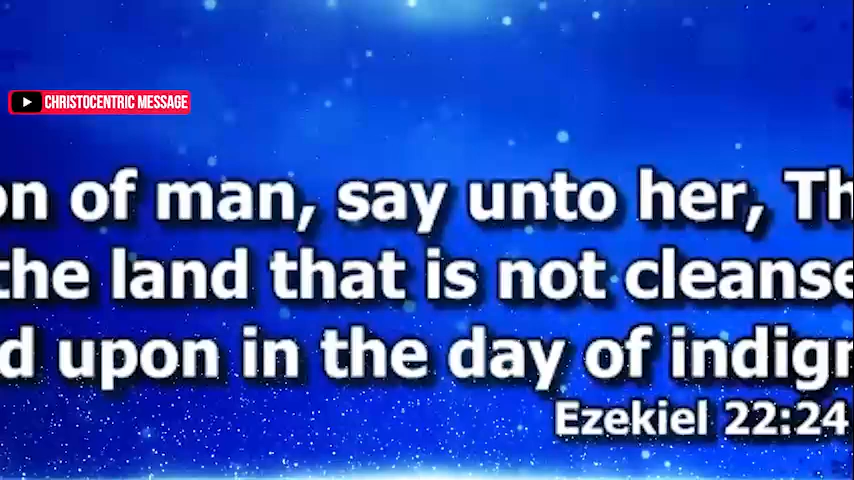 CHRISTOCENTRIC MESSAGE
on of man, say unto her, Th
the land that is not cleanse
d upon in the day of indign
Ezekiel 22:24